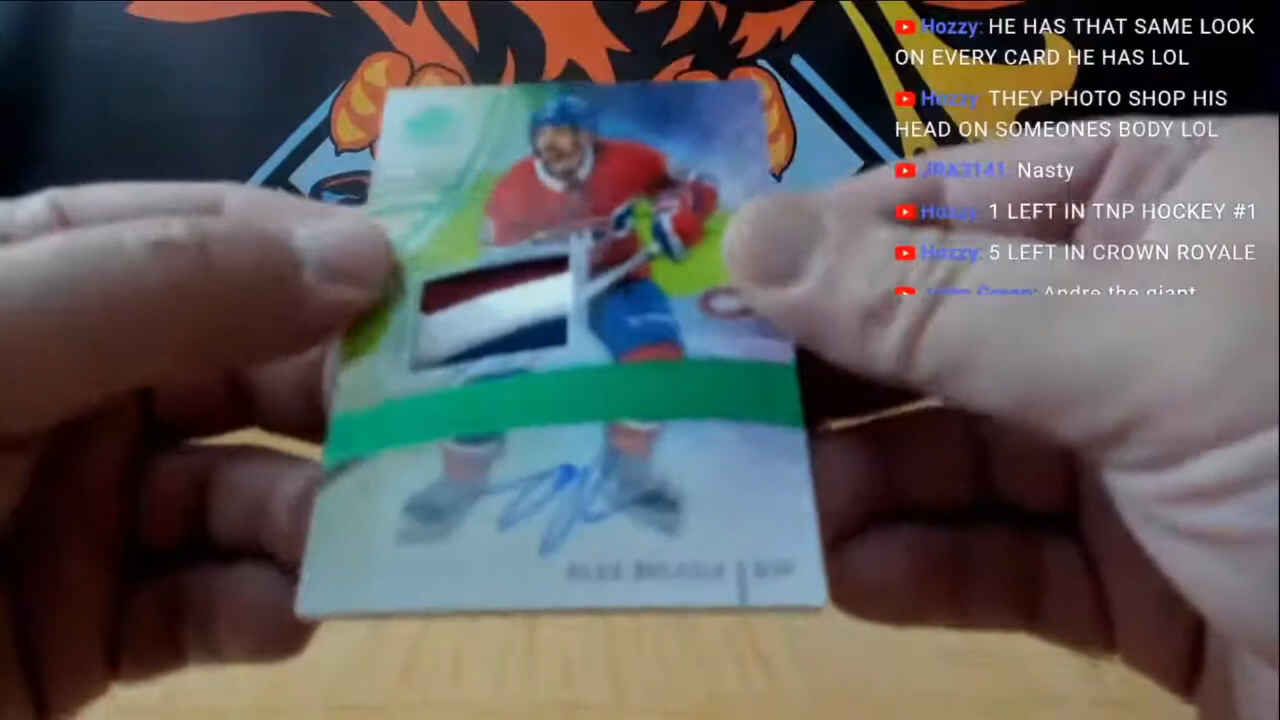 Hozzy: HE HAS THAT SAME LOOK
ON EVERY CARD HE HAS LOL
Hozzy: THEY PHOTO SHOP HIS
HEAD ON SOMEONES BODY LOL
JRA3141: Nasty
Hozzy: 1 LEFT IN TNP HOCKEY #1
Hozzy: 5 LEFT IN CROWN ROYALE
Andre the giant